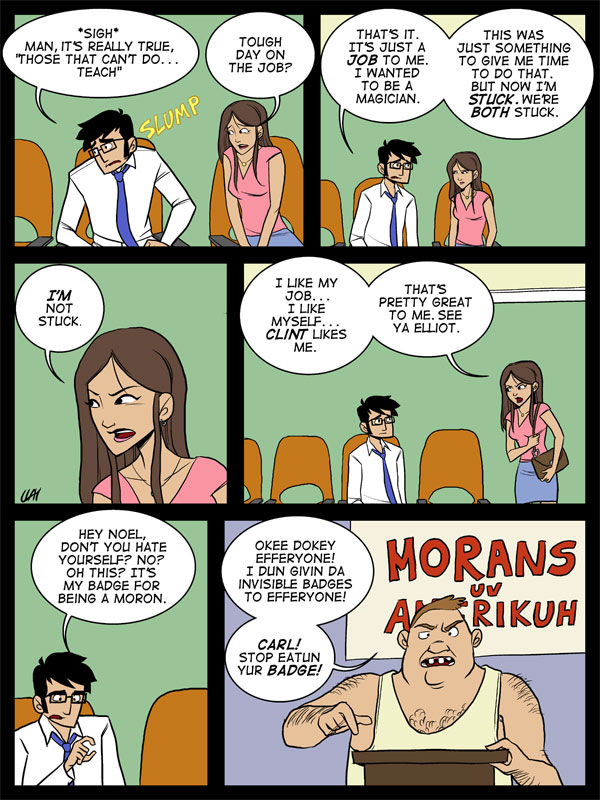 *SIGH*
MAN, IT'S REALLY TRUE,
"THOSE THAT CAN'T DO...
TEACH"
SLUMP
TOUGH
DAY ON
THE JOB?
THAT'S IT.
IT'S JUST A
JOB TO ME.
I WANTED
TO BE A
MAGICIAN.
THIS WAS
JUST SOMETHING
TO GIVE ME TIME
TO DO THAT.
BUT NOW I'M
STUCK. WE'RE
BOTH STUCK.
I'M
NOT
STUCK.
I LIKE MY
JOB...
I LIKE
MYSELF...
CLINT LIKES
ME.
THAT'S
PRETTY GREAT
TO ME. SEE
YA ELLIOT.
HEY NOEL,
DON'T YOU HATE
YOURSELF? NO?
OH THIS? IT'S
MY BADGE FOR
BEING A MORON.
OKEE DOKEY
EFFERYONE!
I DUN GIVIN DA
INVISIBLE BADGES
TO EFFERYONE!
CARL!
STOP EATUN
YUR BADGE!
MORANS
UV
AMERIKUH